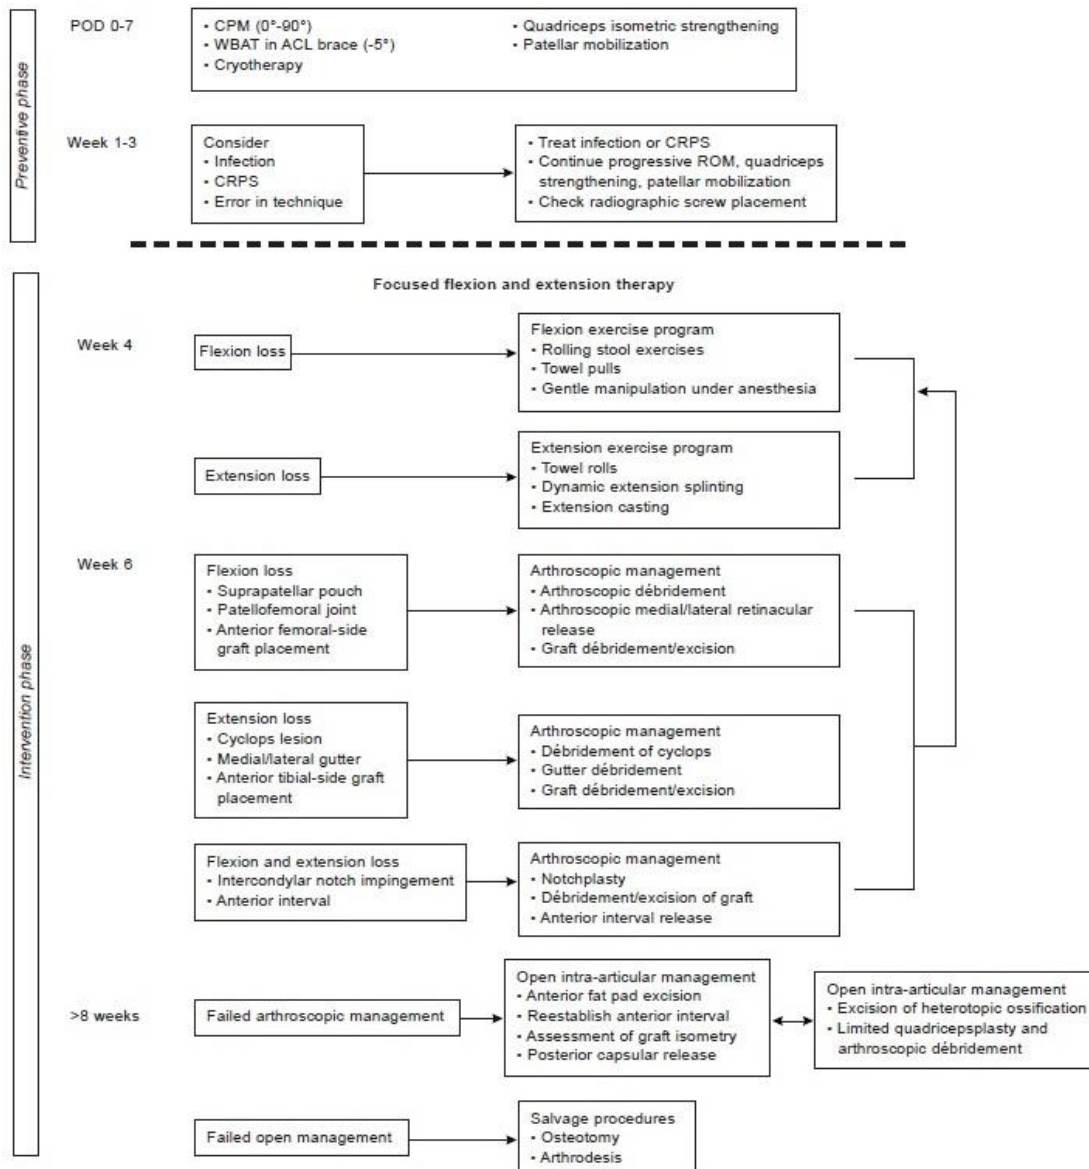 Preventive phase
POD 0-7
• CPM (0°-90°)
• WBAT in ACL brace (-5°)
• Cryotherapy
• Quadriceps isometric strengthening
• Patellar mobilization
Week 1-3
Consider
• Infection
• CRPS
• Error in technique
• Treat infection or CRPS
• Continue progressive ROM, quadriceps
strengthening, patellar mobilization
• Check radiographic screw placement
Intervention phase
Focused flexion and extension therapy
Week 4
Flexion loss
Flexion exercise program
• Rolling stool exercises
• Towel pulls
• Gentle manipulation under anesthesia
Extension loss
Extension exercise program
• Towel rolls
• Dynamic extension splinting
• Extension casting
Week 6
Flexion loss
• Suprapatellar pouch
• Patellofemoral joint
• Anterior femoral-side
graft placement
Arthroscopic management
• Arthroscopic débridement
• Arthroscopic medial/lateral retinacular
release
• Graft débridement/excision
Extension loss
• Cyclops lesion
• Medial/lateral gutter
• Anterior tibial-side graft
placement
Arthroscopic management
• Débridement of cyclops
• Gutter débridement
• Graft débridement/excision
Flexion and extension loss
• Intercondylar notch impingement
• Anterior interval
Arthroscopic management
• Notchplasty
• Débridement/excision of graft
• Anterior interval release
>8 weeks
Failed arthroscopic management
Open intra-articular management
• Anterior fat pad excision
• Reestablish anterior interval
• Assessment of graft isometry
• Posterior capsular release
Open intra-articular management
• Excision of heterotopic ossification
• Limited quadricepsplasty and
arthroscopic débridement
Failed open management
Salvage procedures
• Osteotomy
• Arthrodesis